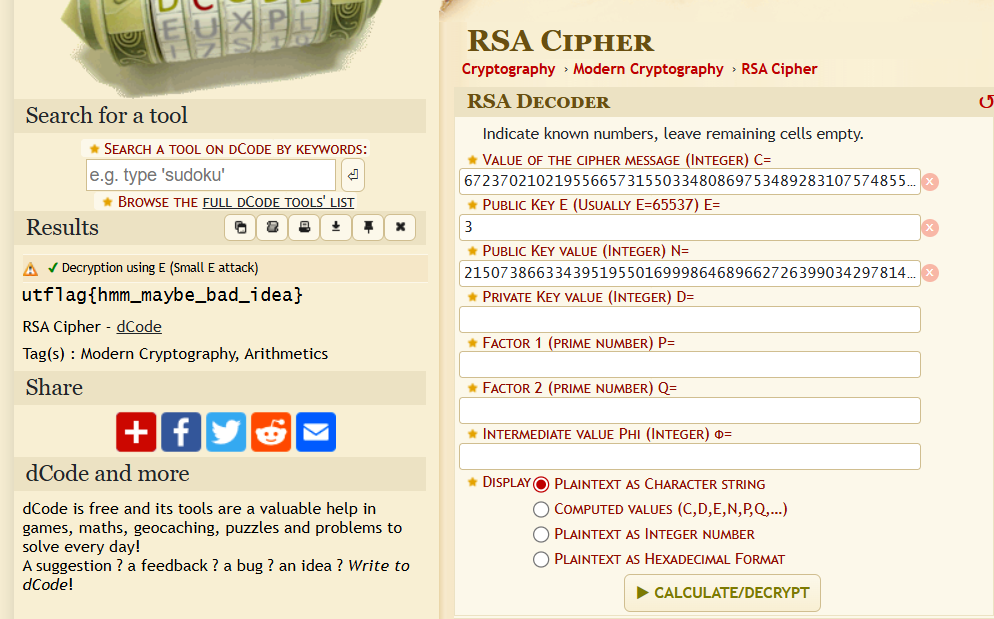 Search for a tool
SEARCH A TOOL ON DCODE BY KEYWORDS:
e.g. type 'sudoku'
BROWSE THE FULL DCODE TOOLS' LIST
Results
Decryption using E (Small E attack)
utflag{hmm_maybe_bad_idea}
RSA Cipher - dCode
Tag(s) : Modern Cryptography, Arithmetics
Share
dCode and more
dCode is free and its tools are a valuable help in
games, maths, geocaching, puzzles and problems to
solve every day!
A suggestion ? a feedback ? a bug ? an idea ? Write to
dCode!
RSA CIPHER
Cryptography › Modern Cryptography › RSA Cipher
RSA DECODER
Indicate known numbers, leave remaining cells empty.
VALUE OF THE CIPHER MESSAGE (INTEGER) C=
6723702102195566573155033480869753489283107574855...
PUBLIC KEY E (USUALLY E=65537) E=
3
PUBLIC KEY VALUE (INTEGER) N=
2150738663343951955016999864689662726399034297814...
PRIVATE KEY VALUE (INTEGER) D=
FACTOR 1 (PRIME NUMBER) P=
FACTOR 2 (PRIME NUMBER) Q=
INTERMEDIATE VALUE PHI (INTEGER) Φ=
DISPLAY PLAINTEXT AS CHARACTER STRING
COMPUTED VALUES (C,D,E,N,P,Q,...)
PLAINTEXT AS INTEGER NUMBER
PLAINTEXT AS HEXADECIMAL FORMAT
▶ CALCULATE/DECRYPT